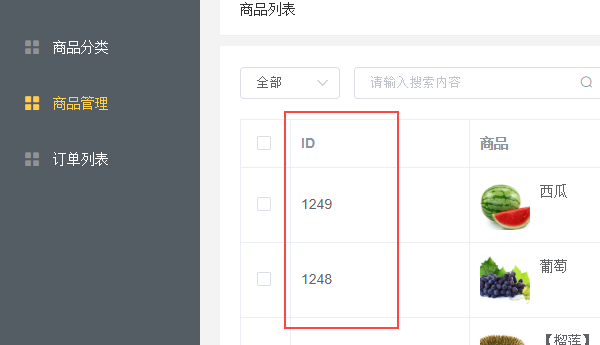 商品列表
商品分类
商品管理
订单列表
全部
请输入搜索内容
ID
商品
1249
西瓜
1248
葡萄
【榴莲】